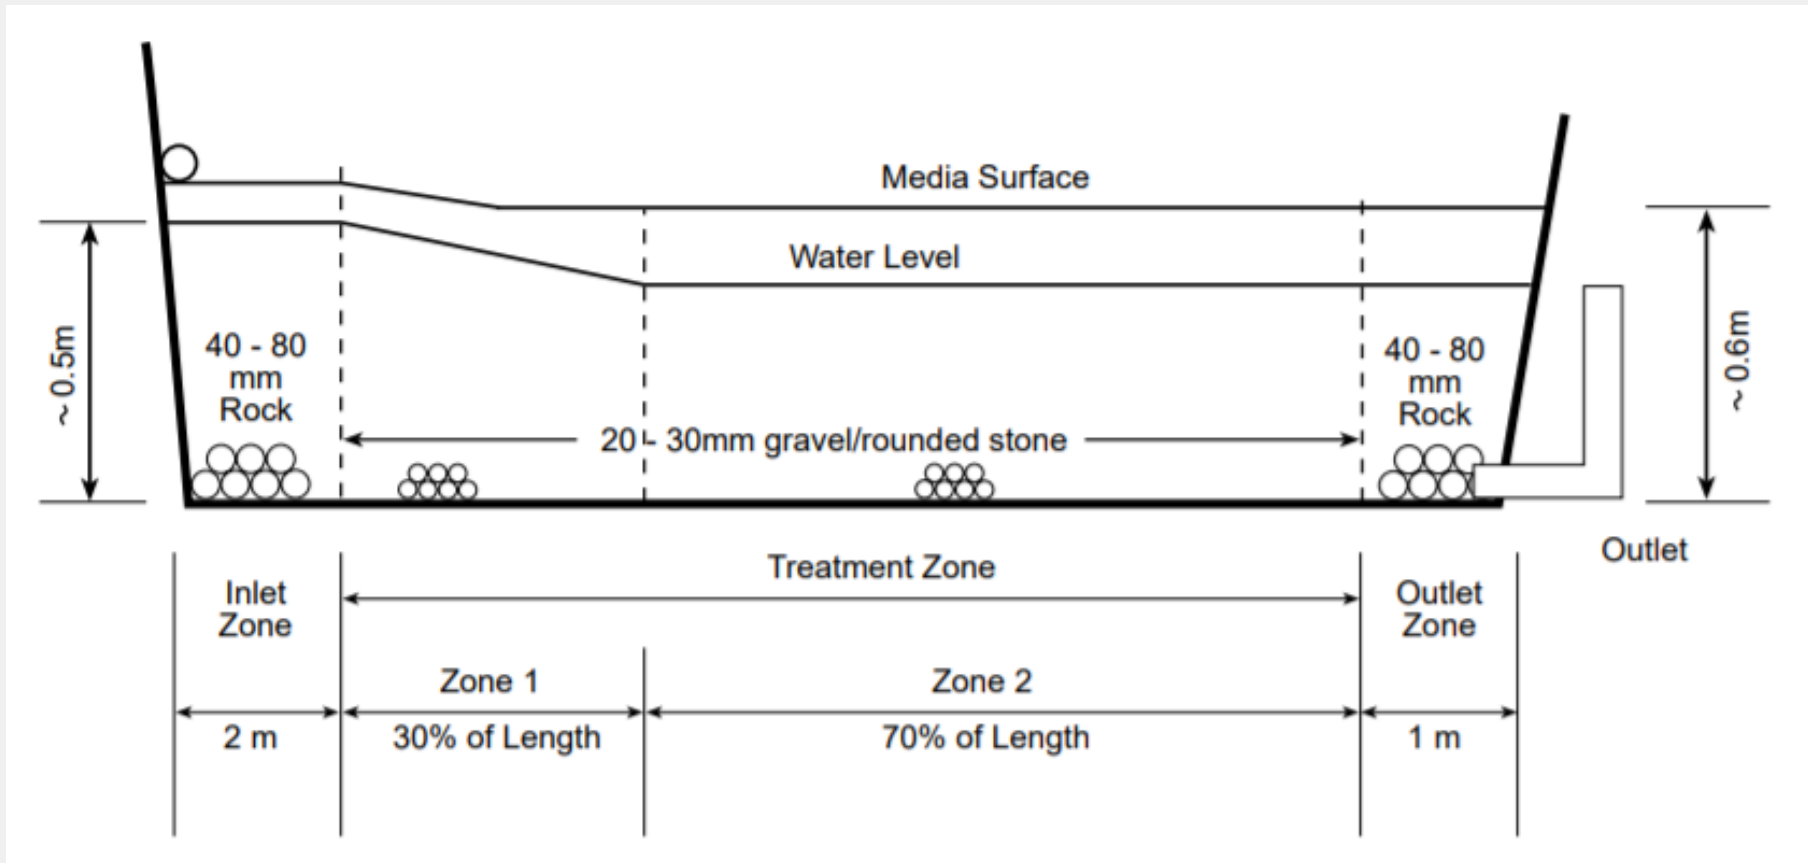 Media Surface
Water Level
~ 0.5m
40 - 80
mm
Rock
20 - 30mm gravel/rounded stone
40 - 80
mm
Rock
~ 0.6m
Outlet
Treatment Zone
Inlet
Zone
Outlet
Zone
Zone 1
Zone 2
2 m
30% of Length
70% of Length
1 m